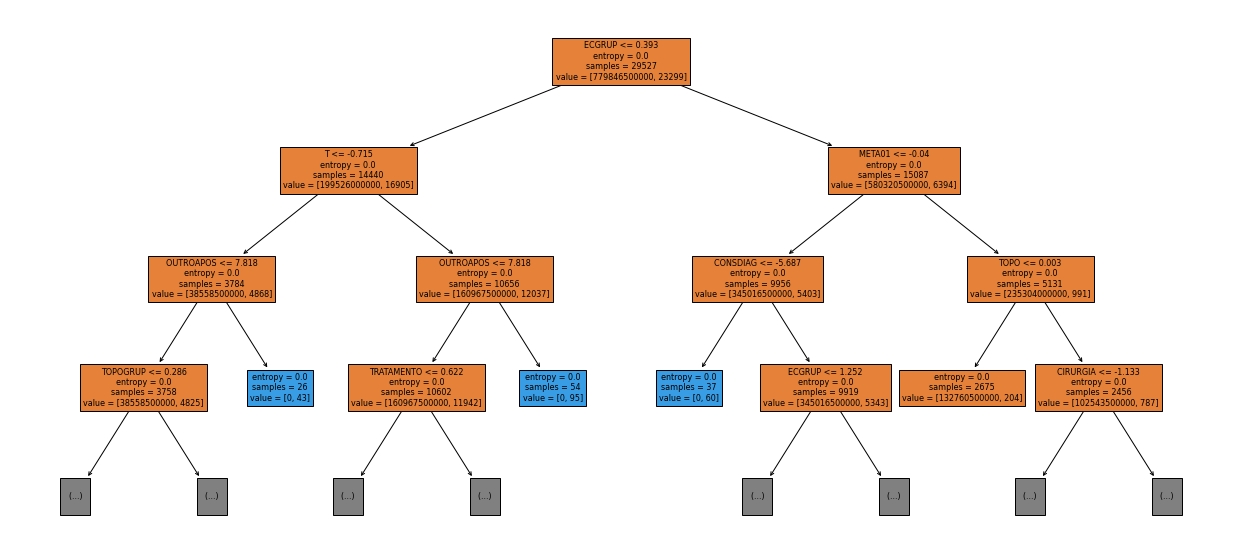 ECGRUP <= 0.393
entropy = 0.0
samples = 29527
value = [779846500000, 23299]
T <= -0.715
entropy = 0.0
samples = 14440
value = [199526000000, 16905]
META01 <= -0.04
entropy = 0.0
samples = 15087
value = [580320500000, 6394]
OUTROAPOS <= 7.818
entropy = 0.0
samples = 3784
value = [38558500000, 4868]
OUTROAPOS <= 7.818
entropy = 0.0
samples = 10656
value = [160967500000, 12037]
CONSDIAG <= -5.687
entropy = 0.0
samples = 9956
value = [345016500000, 5403]
TOPO <= 0.003
entropy = 0.0
samples = 5131
value = [235304000000, 991]
TOPOGRUP <= 0.286
entropy = 0.0
samples = 3758
value = [38558500000, 4825]
entropy = 0.0
samples = 26
value = [0, 43]
TRATAMENTO <= 0.622
entropy = 0.0
samples = 10602
value = [160967500000, 11942]
entropy = 0.0
samples = 54
value = [0, 95]
entropy = 0.0
samples = 37
value = [0, 60]
ECGRUP <= 1.252
entropy = 0.0
samples = 9919
value = [345016500000, 5343]
entropy = 0.0
samples = 2675
value = [132760500000, 204]
CIRURGIA <= -1.133
entropy = 0.0
samples = 2456
value = [102543500000, 787]
(...)
(...)
(...)
(...)
(...)
(...)
(...)
(...)